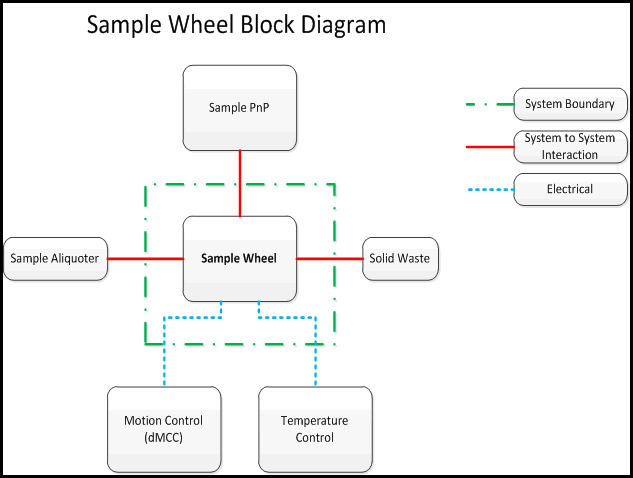 Sample Wheel Block Diagram
Sample PnP
System Boundary
System to System
Interaction
Electrical
Sample Aliquoter
Sample Wheel
Solid Waste
Motion Control
(dMCC)
Temperature
Control